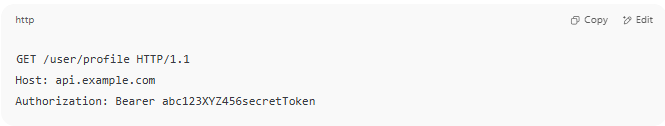 http
Copy
Edit
GET /user/profile HTTP/1.1
Host: api.example.com
Authorization: Bearer abc123XYZ456secretToken